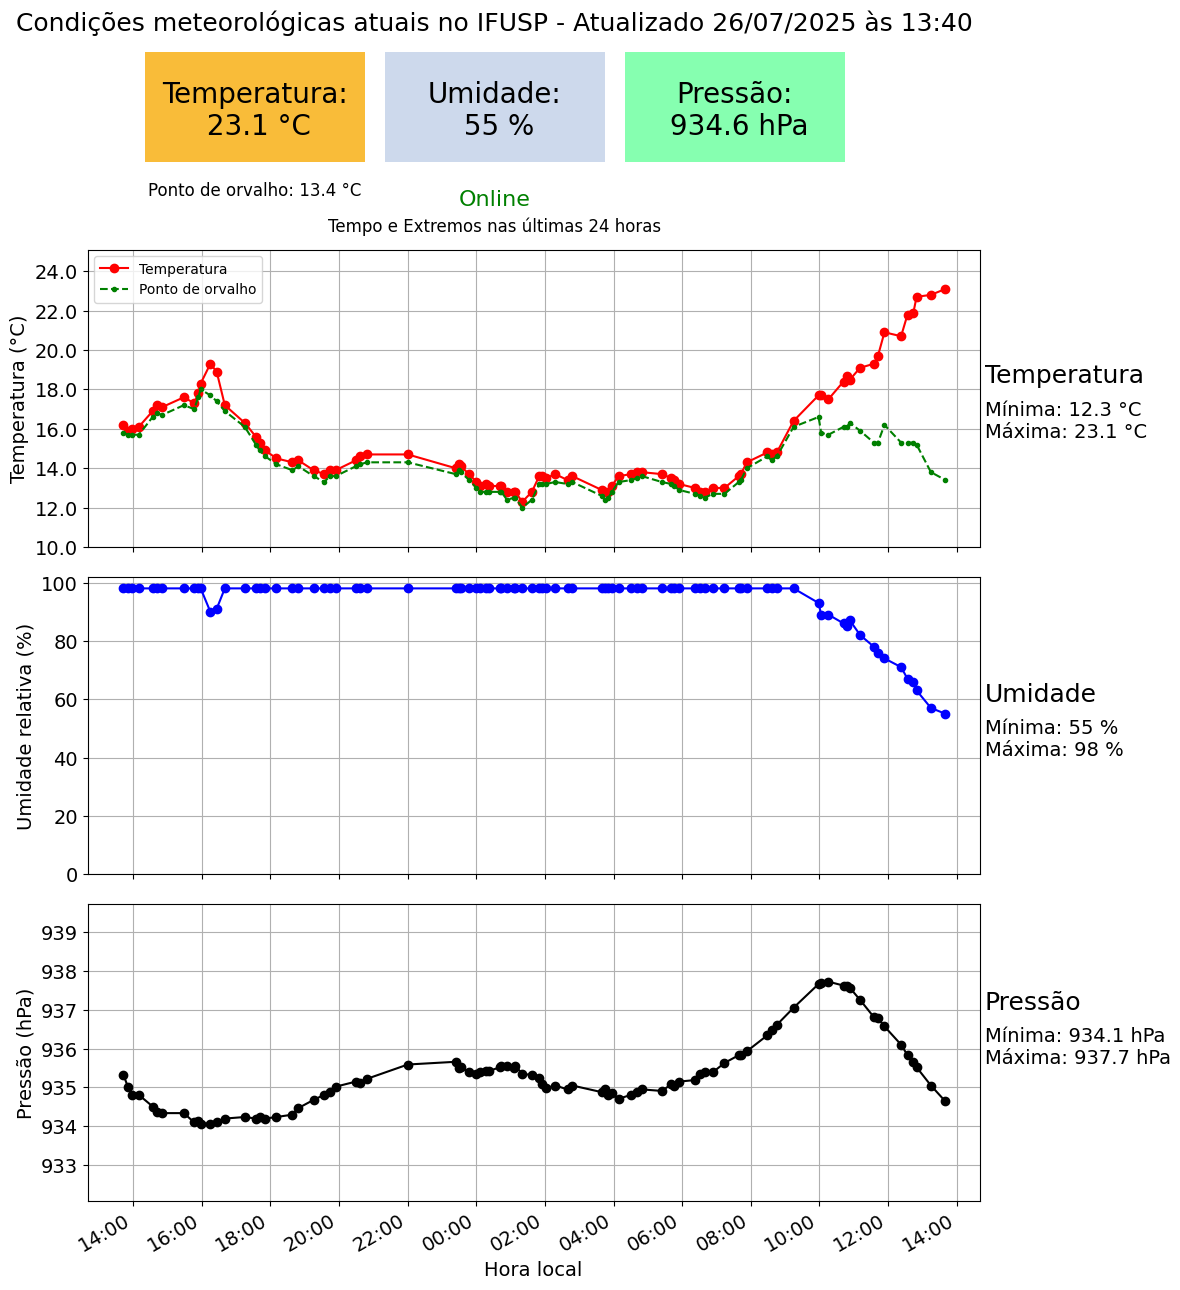 Condições meteorológicas atuais no IFUSP - Atualizado 26/07/2025 às 13:40
Temperatura:
23.1 °C
Umidade:
55 %
Pressão:
934.6 hPa
Ponto de orvalho: 13.4 °C
Online
Tempo e Extremos nas últimas 24 horas
Temperatura (°C)
24.0
22.0
20.0
18.0
16.0
14.0
12.0
10.0
Temperatura
Ponto de orvalho
Temperatura
Mínima: 12.3 °C
Máxima: 23.1 °C
Umidade relativa (%)
100
80
60
40
20
0
Umidade
Mínima: 55 %
Máxima: 98 %
Pressão (hPa)
939
938
937
936
935
934
933
Pressão
Mínima: 934.1 hPa
Máxima: 937.7 hPa
14:00 16:00 18:00 20:00 22:00 00:00 02:00 04:00 06:00 08:00 10:00 12:00 14:00
Hora local